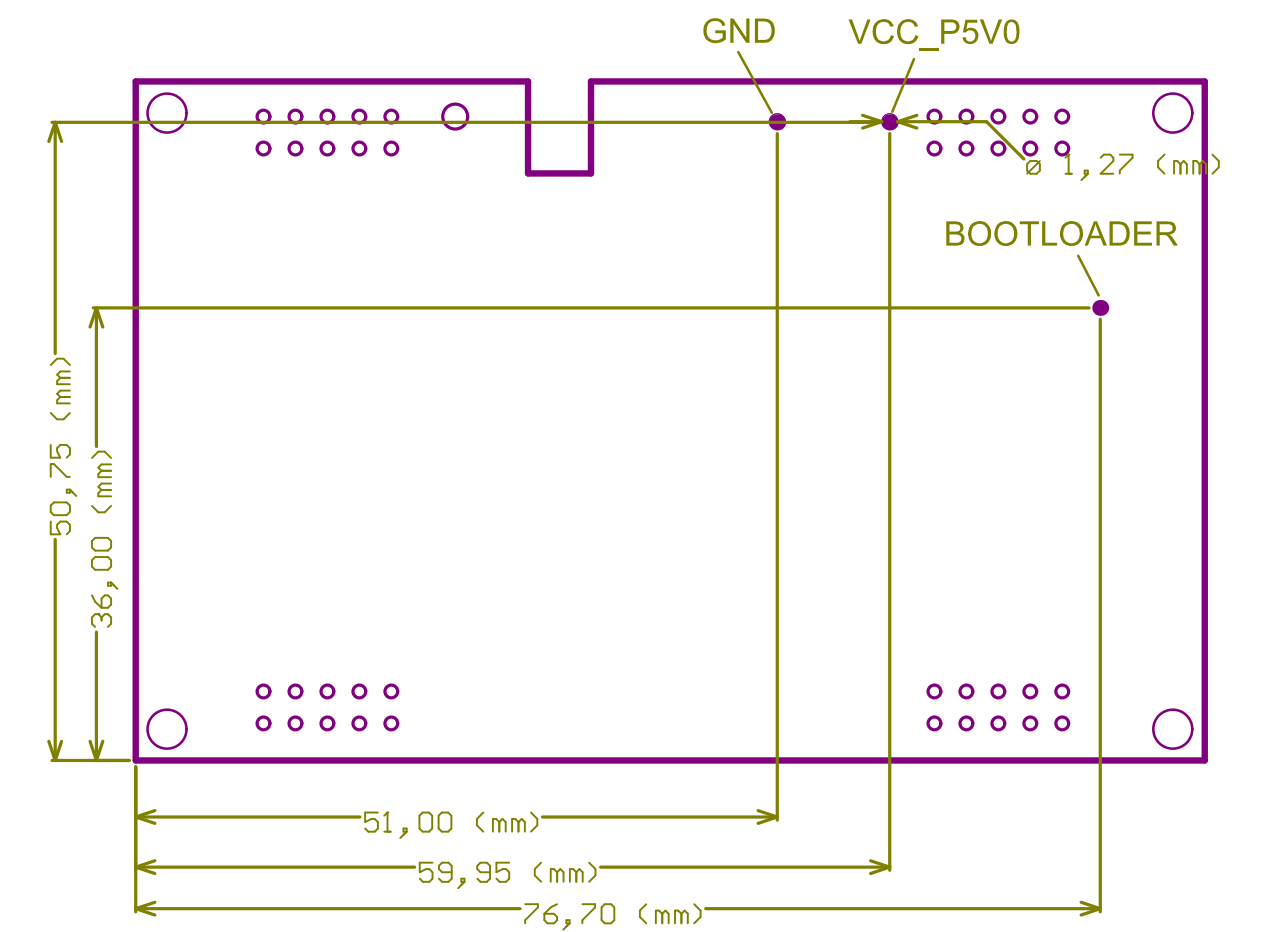 GND
VCC_P5V0
ø 1,27 (mm)
BOOTLOADER
50,75 (mm)
36,00 (mm)
51,00 (mm)
59,95 (mm)
76,70 (mm)